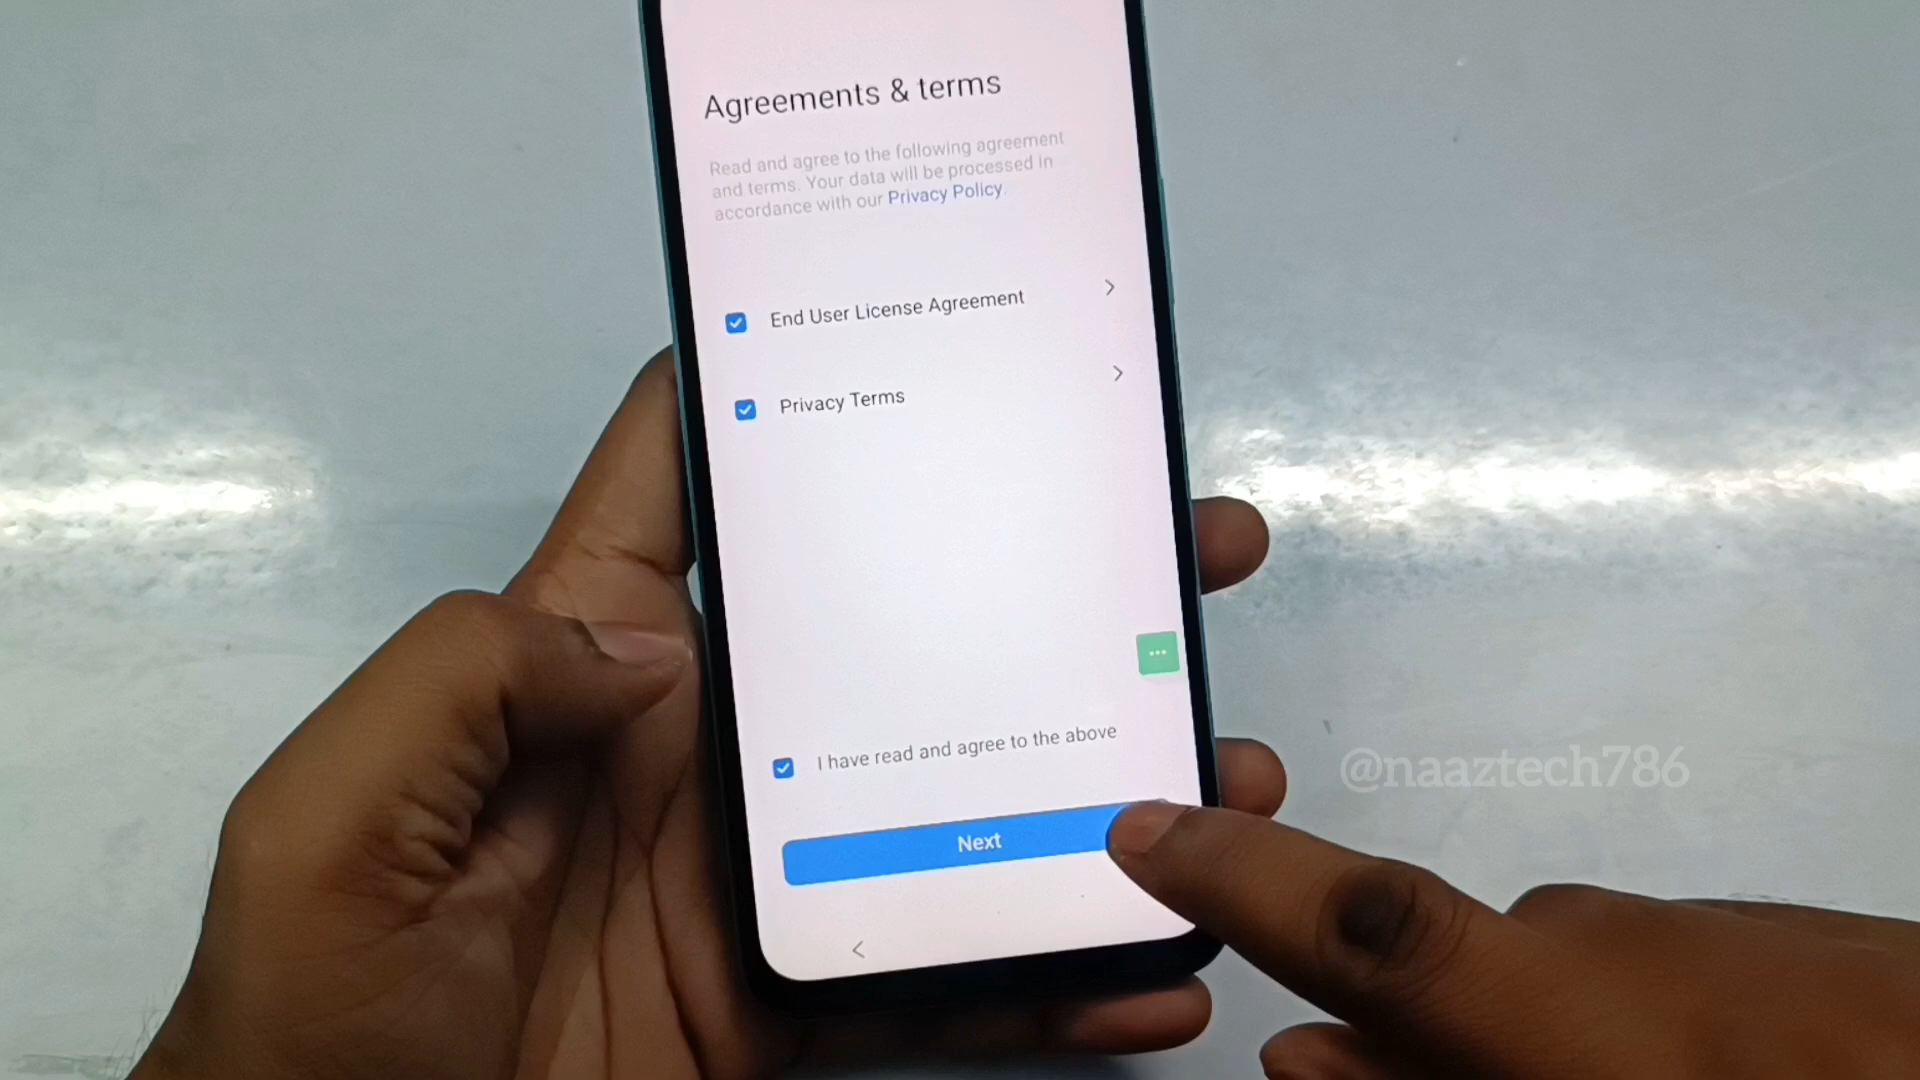 Agreements & terms
Read and agree to the following agreement
and terms. Your data will be processed in
accordance with our Privacy Policy.
End User License Agreement
Privacy Terms
I have read and agree to the above
@naaztech786
Next